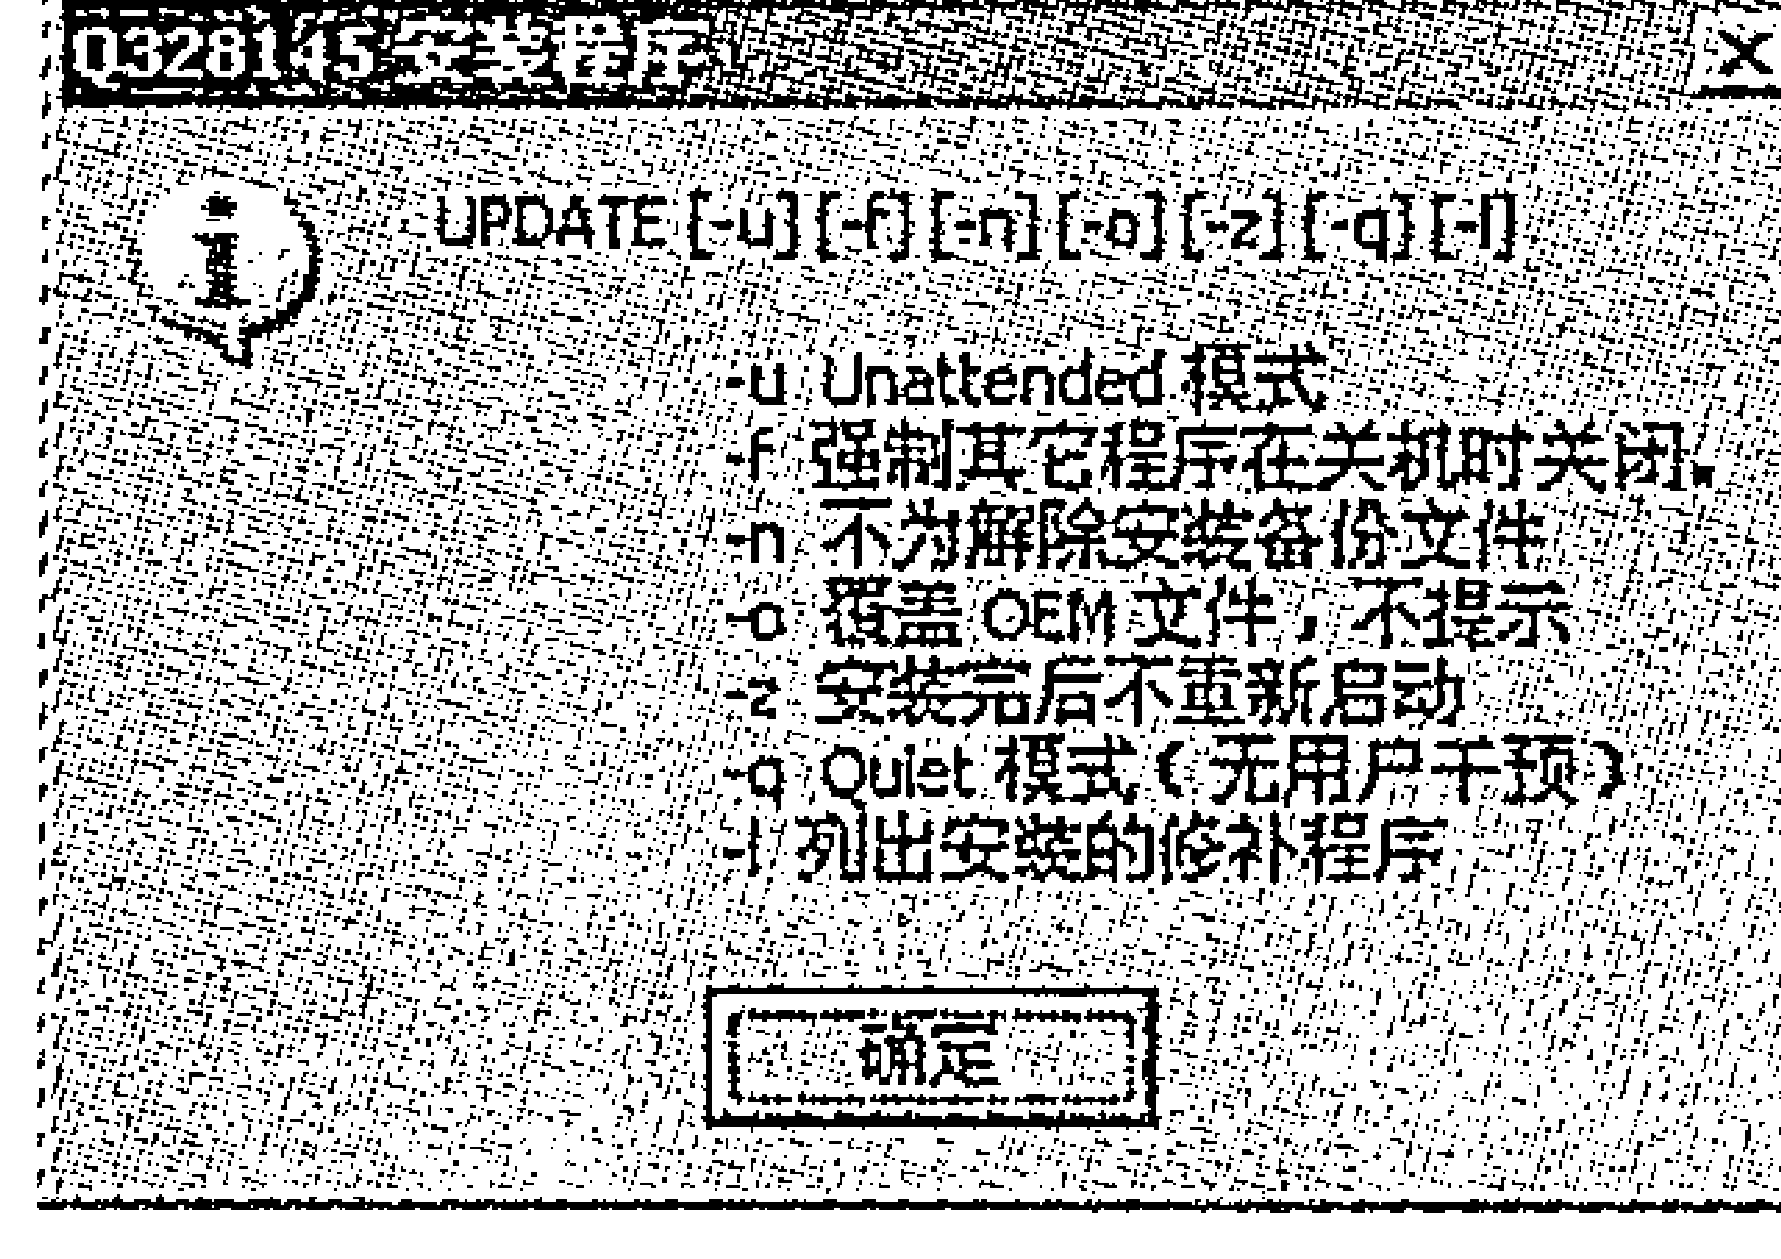 Q328145 安装程序
UPDATE [-u] [-f] [-n] [-o] [-z] [-q] [-l]
-u Unattended 模式
-f 强制其它程序在关机时关闭.
-n 不为解除安装备份文件
-o 覆盖 OEM 文件，不提示
-z 安装完后不重新启动
-q Quiet 模式（无用户干预）
-l 列出安装的修补程序
确定